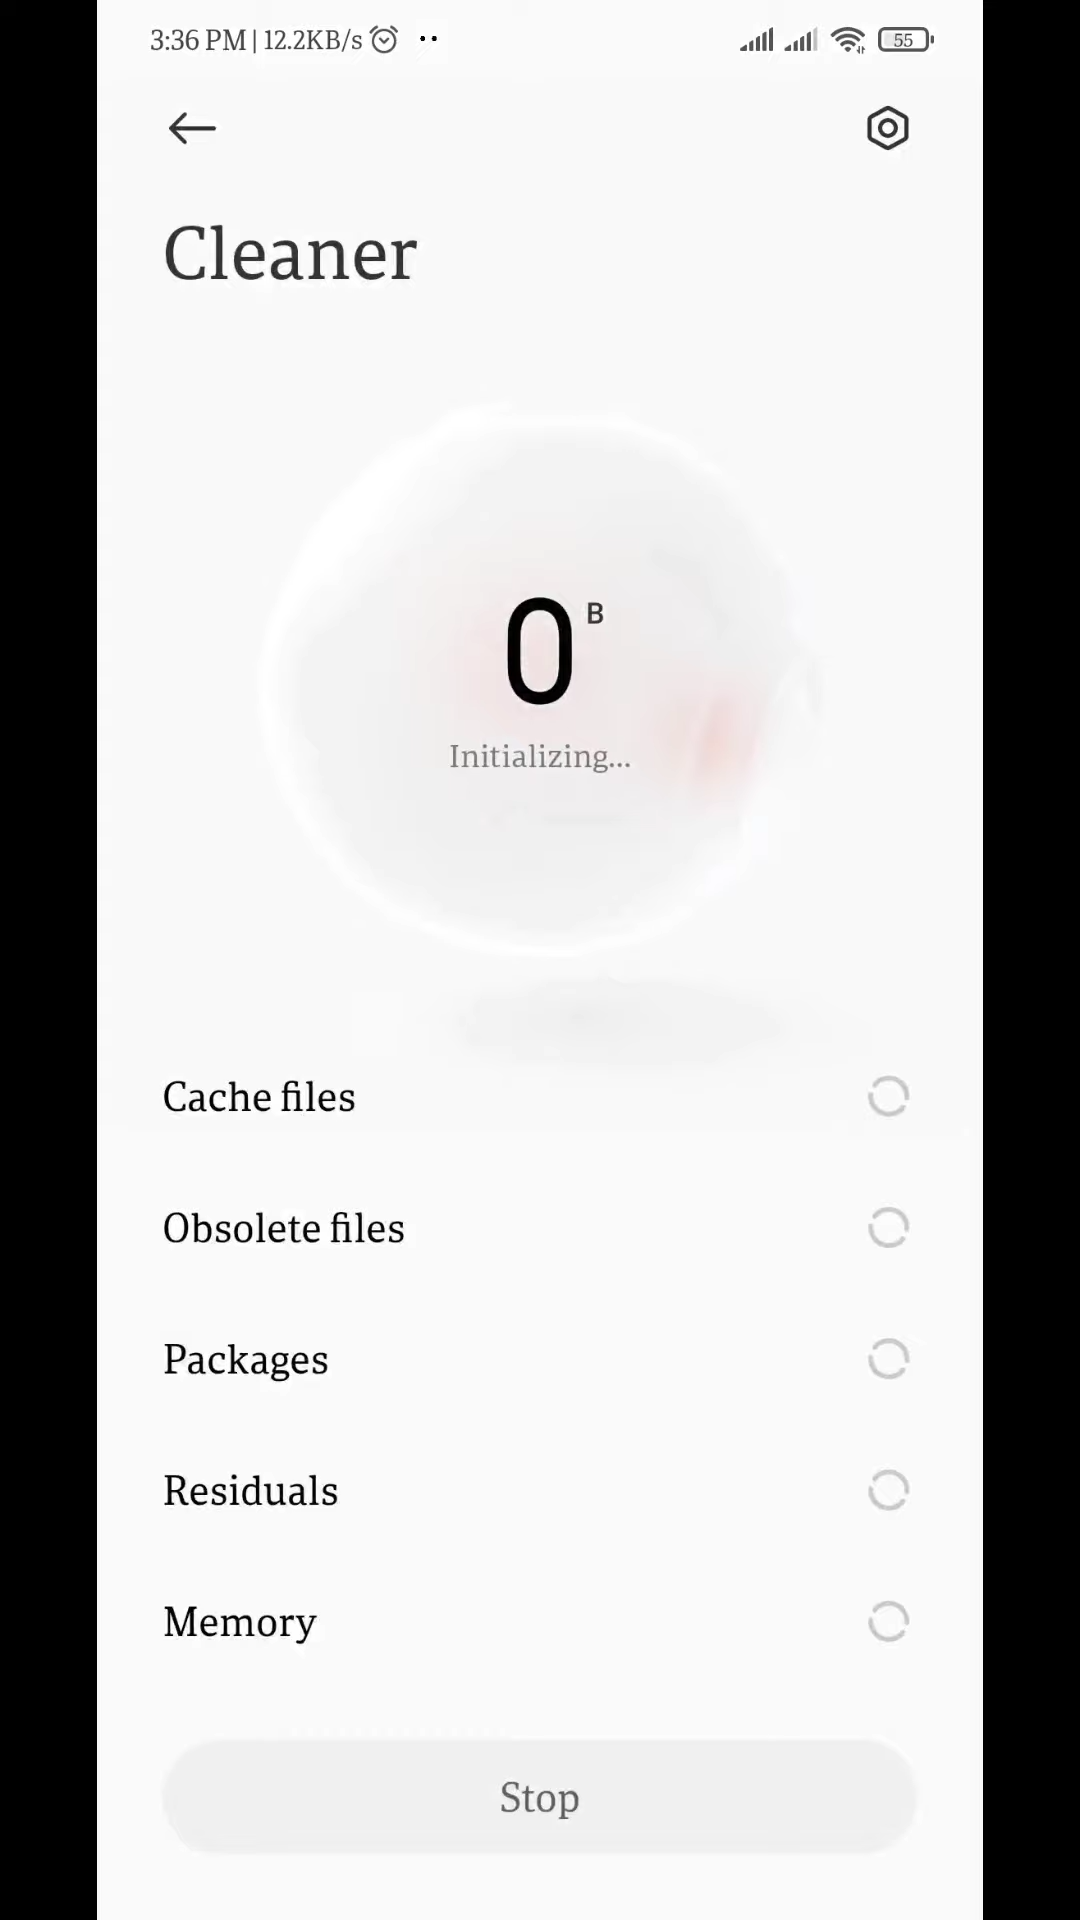 3:36 PM | 12.2KB/s
55
Cleaner
0 B
Initializing...
Cache files
Obsolete files
Packages
Residuals
Memory
Stop